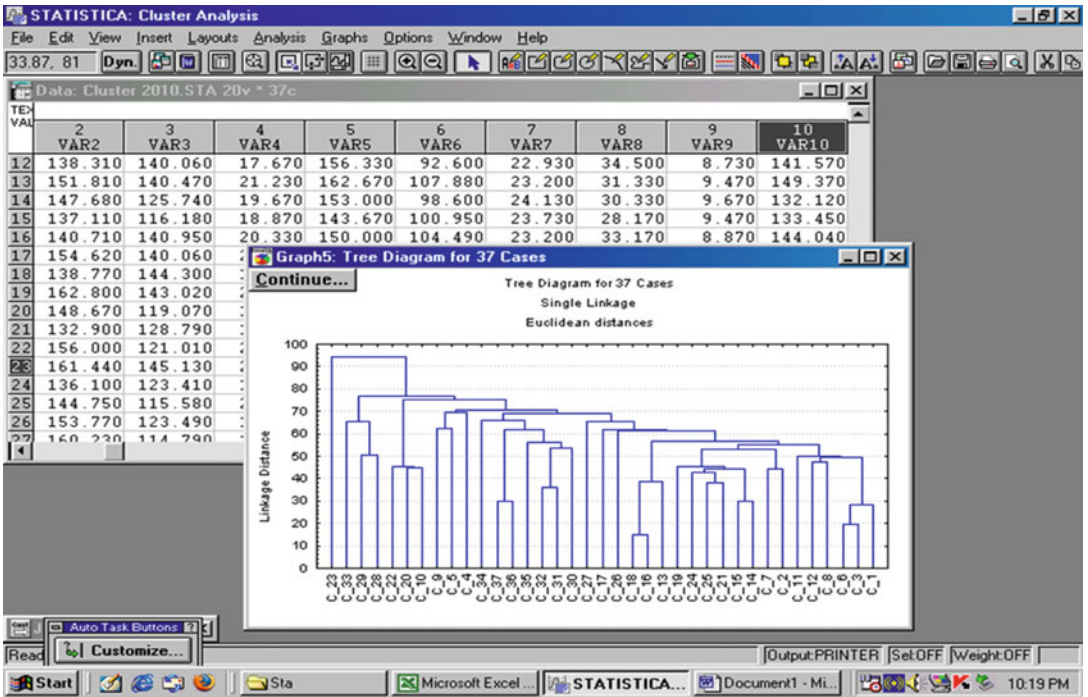 STATISTICA: Cluster Analysis
File Edit View Insert Layouts Analysis Graphs Options Window Help
33.87, 81 Dyn.
Data: Cluster 2010.STA 20v * 37c
2 3 4 5 6 7 8 9 10
VAR2 VAR3 VAR4 VAR5 VAR6 VAR7 VAR8 VAR9 VAR10
12 138.310 140.060 17.670 156.330 92.600 22.930 34.500 8.730 141.570
13 151.810 140.470 21.230 162.670 107.880 23.200 31.330 9.470 149.370
14 147.680 125.740 19.670 153.000 98.600 24.130 30.330 9.670 132.120
15 137.110 116.180 18.870 143.670 100.950 23.730 28.170 9.470 133.450
16 140.710 140.950 20.330 150.000 104.490 23.200 33.170 8.870 144.040
17 154.620 140.060
18 138.770 144.300
19 162.800 143.020
20 148.670 119.070
21 132.900 128.790
22 156.000 121.010
23 161.440 145.130
24 136.100 123.410
25 144.750 115.580
26 153.770 123.490
27 160.230 114.790
Graph5: Tree Diagram for 37 Cases
Continue...
Tree Diagram for 37 Cases
Single Linkage
Euclidean distances
Linkage Distance
100
90
80
70
60
50
40
30
20
10
0
C_23 C_33 C_29 C_28 C_22 C_20 C_10 C_9 C_5 C_4 C_34 C_37 C_36 C_35 C_32 C_31 C_30 C_27 C_17 C_26 C_18 C_16 C_13 C_19 C_24 C_25 C_21 C_15 C_14 C_7 C_2 C_11 C_12 C_8 C_6 C_3 C_1
Auto Task Buttons
Customize...
Output:PRINTER Sel:OFF Weight:OFF
Start Sta Microsoft Excel ... STATISTICA... Document1 - Mi... 10:19 PM